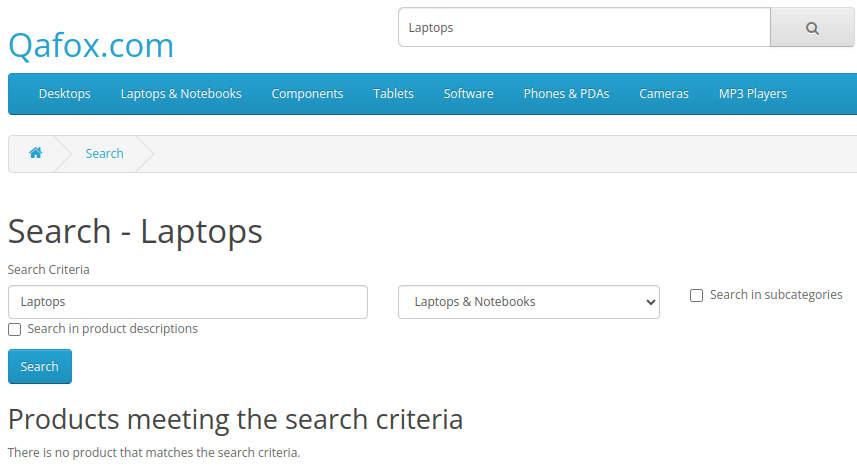 Laptops
Qafox.com
Desktops Laptops & Notebooks Components Tablets Software Phones & PDAs Cameras MP3 Players
Search
Search - Laptops
Search Criteria
Laptops Laptops & Notebooks Search in subcategories
Search in product descriptions
Search
Products meeting the search criteria
There is no product that matches the search criteria.